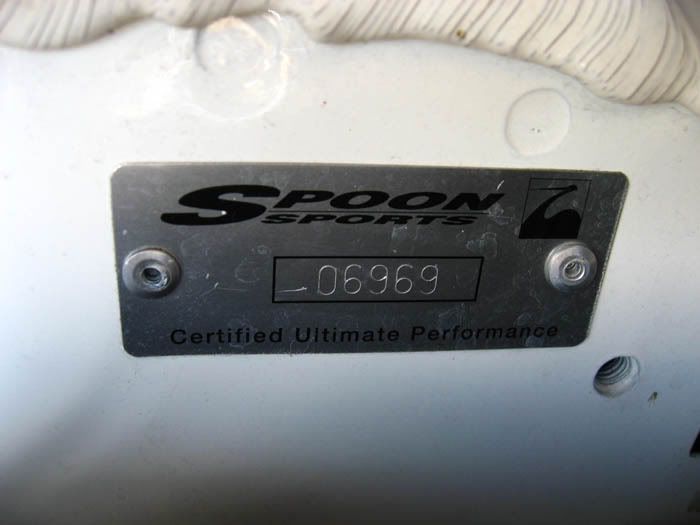 SPOON
SPORTS
06969
Certified Ultimate Performance